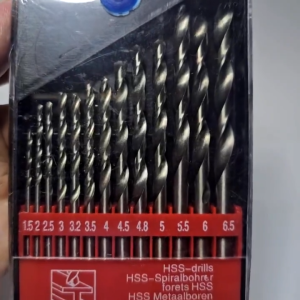 1.5 2 2.5 3 3.2 3.5 4 4.5 4.8 5 5.5 6 6.5
HSS-drills
HSS-Spiralbohrer
forets HSS
HSS Metaalboren